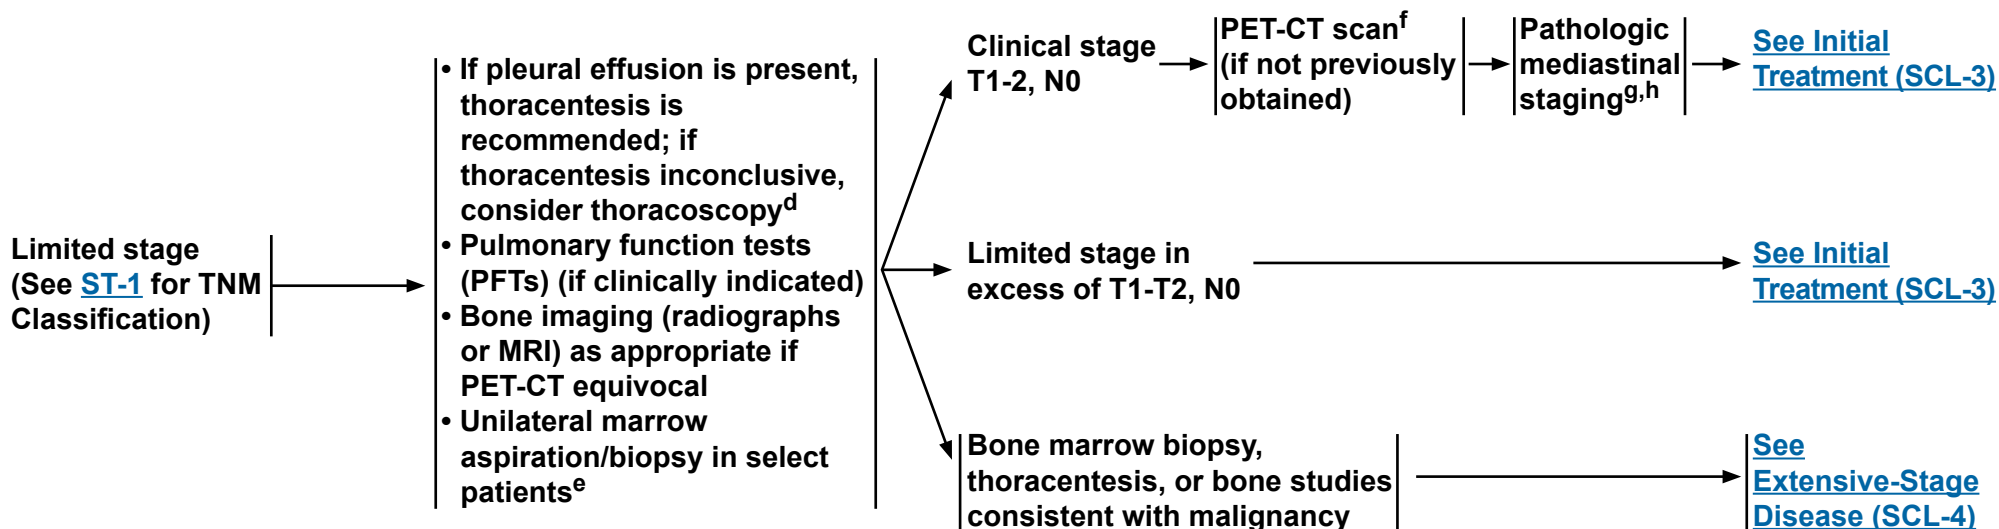 Limited stage
(See ST-1 for TNM
Classification)
• If pleural effusion is present,
thoracentesis is
recommended; if
thoracentesis inconclusive,
consider thoracoscopyd
• Pulmonary function tests
(PFTs) (if clinically indicated)
• Bone imaging (radiographs
or MRI) as appropriate if
PET-CT equivocal
• Unilateral marrow
aspiration/biopsy in select
patientse
Clinical stage
T1-2, N0
PET-CT scanf
(if not previously
obtained)
Pathologic
mediastinal
stagingg,h
See Initial
Treatment (SCL-3)
Limited stage in
excess of T1-T2, N0
See Initial
Treatment (SCL-3)
Bone marrow biopsy,
thoracentesis, or bone studies
consistent with malignancy
See
Extensive-Stage
Disease (SCL-4)